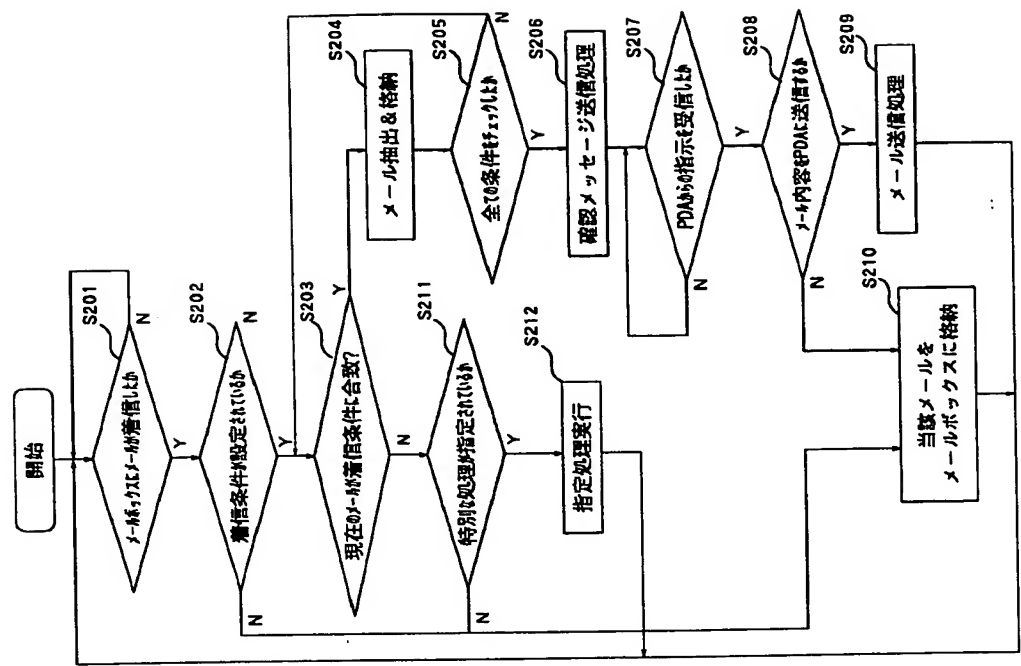 開始
S201
メールボックスにメールが着信したか
N
Y
S202
着信条件が設定されているか
N
N
Y
S203
現在のメールが着信条件に合致?
Y
N
S211
特別な処理が指定されているか
N
Y
S212
指定処理実行
S204
メール抽出&格納
S205
全ての条件をチェックしたか
N
Y
S206
確認メッセージ送信処理
S207
PDAからの指示を受信したか
N
Y
S208
メール内容をPDAに送信するか
N
Y
S209
メール送信処理
S210
当該メールを
メールボックスに格納